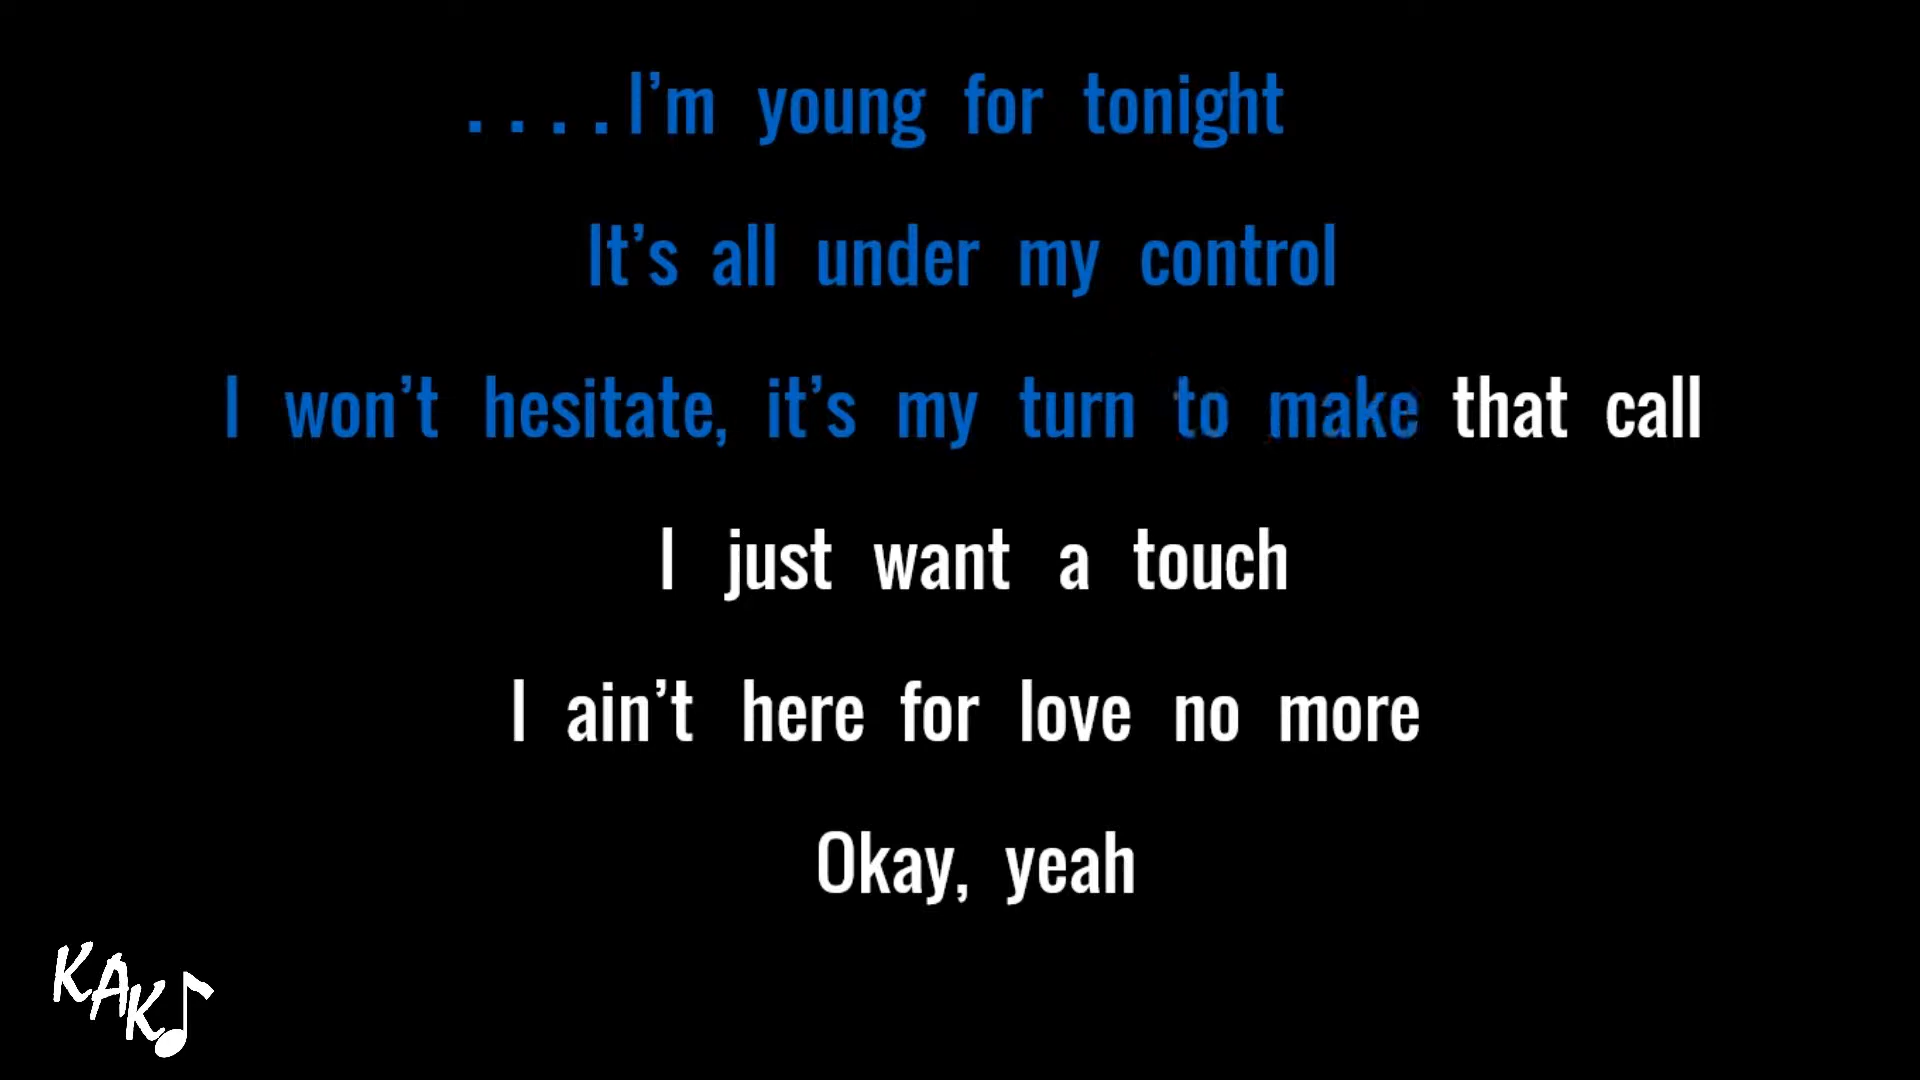 . . . . I’m young for tonight
It’s all under my control
I won’t hesitate, it’s my turn to make that call
I just want a touch
I ain’t here for love no more
Okay, yeah
KAK